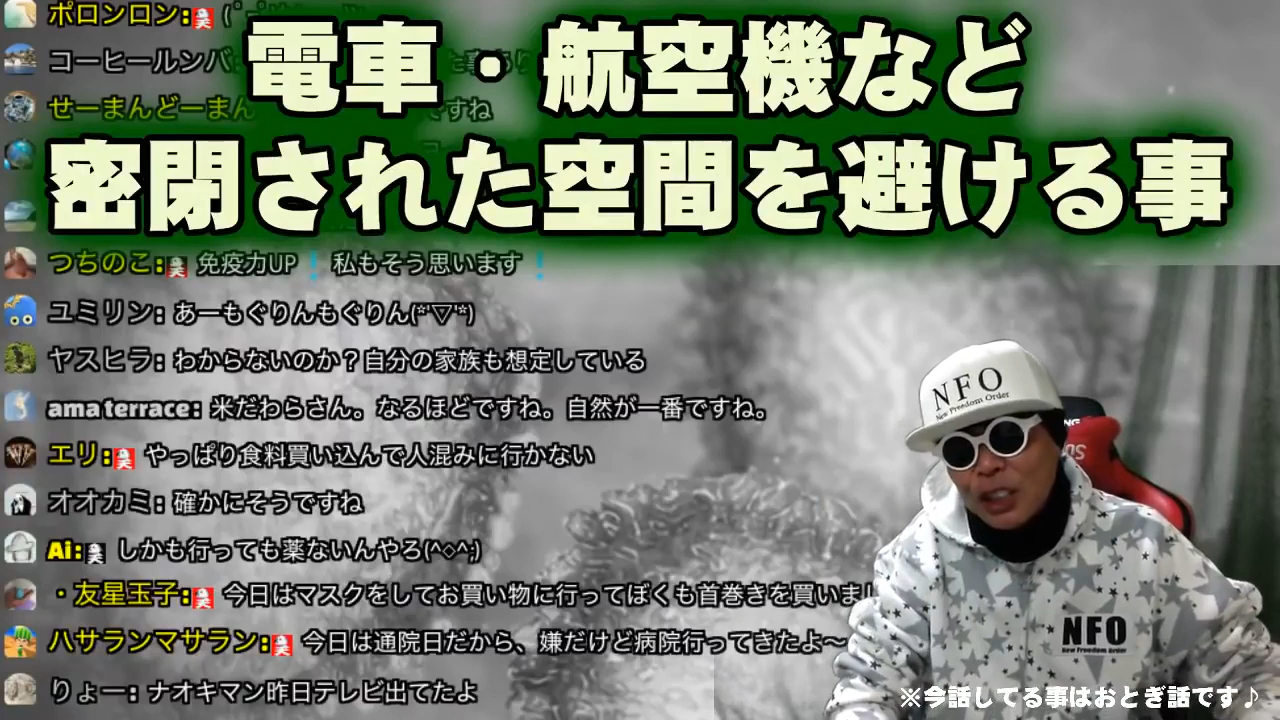 電車・航空機など
密閉された空間を避ける事
ポロンロン:
コーヒールンバ:
せーまんどーまん
ですね
つちのこ: 免疫力UP❕ 私もそう思います❕
ユミリン: あーもぐりんもぐりん(*'▽'*)
ヤスヒラ: わからないのか？自分の家族も想定している
amaterrace: 米だわらさん。なるほどですね。自然が一番ですね。
エリ: やっぱり食料買い込んで人混みに行かない
オオカミ: 確かにそうですね
Ai: しかも行っても薬ないんやろ(^◇^;)
・友星玉子: 今日はマスクをしてお買い物に行ってぼくも首巻きを買いまし
ハサランマサラン: 今日は通院日だから、嫌だけど病院行ってきたよ〜
りょー: ナオキマン昨日テレビ出てたよ
NFO
New Freedom Order
NFO
New Freedom Order
※今話してる事はおとぎ話です♪